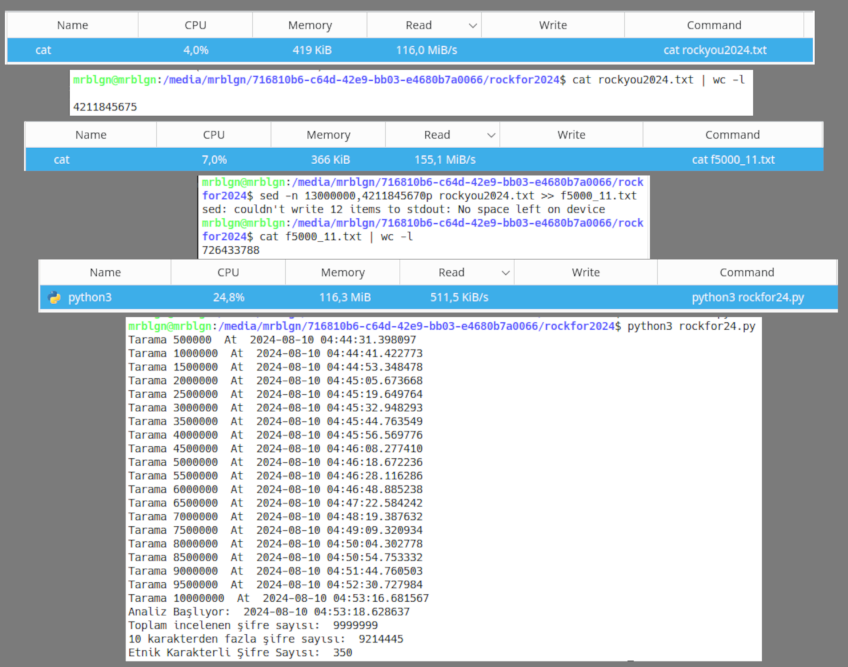 Name CPU Memory Read Write Command
cat 4,0% 419 KiB 116,0 MiB/s cat rockyou2024.txt
mrblgn@mrblgn:/media/mrblgn/716810b6-c64d-42e9-bb03-e4680b7a0066/rockfor2024$ cat rockyou2024.txt | wc -l
4211845675
Name CPU Memory Read Write Command
cat 7,0% 366 KiB 155,1 MiB/s cat f5000_11.txt
mrblgn@mrblgn:/media/mrblgn/716810b6-c64d-42e9-bb03-e4680b7a0066/rock
for2024$ sed -n 13000000,4211845670p rockyou2024.txt >> f5000_11.txt
sed: couldn't write 12 items to stdout: No space left on device
mrblgn@mrblgn:/media/mrblgn/716810b6-c64d-42e9-bb03-e4680b7a0066/rock
for2024$ cat f5000_11.txt | wc -l
726433788
Name CPU Memory Read Write Command
python3 24,8% 116,3 MiB 511,5 KiB/s python3 rockfor24.py
mrblgn@mrblgn:/media/mrblgn/716810b6-c64d-42e9-bb03-e4680b7a0066/rockfor2024$ python3 rockfor24.py
Tarama 500000 At 2024-08-10 04:44:31.398097
Tarama 1000000 At 2024-08-10 04:44:41.422773
Tarama 1500000 At 2024-08-10 04:44:53.348478
Tarama 2000000 At 2024-08-10 04:45:05.673668
Tarama 2500000 At 2024-08-10 04:45:19.649764
Tarama 3000000 At 2024-08-10 04:45:32.948293
Tarama 3500000 At 2024-08-10 04:45:44.763549
Tarama 4000000 At 2024-08-10 04:45:56.569776
Tarama 4500000 At 2024-08-10 04:46:08.277410
Tarama 5000000 At 2024-08-10 04:46:18.672236
Tarama 5500000 At 2024-08-10 04:46:28.116286
Tarama 6000000 At 2024-08-10 04:46:48.885238
Tarama 6500000 At 2024-08-10 04:47:22.584242
Tarama 7000000 At 2024-08-10 04:48:19.387632
Tarama 7500000 At 2024-08-10 04:49:09.320934
Tarama 8000000 At 2024-08-10 04:50:04.302778
Tarama 8500000 At 2024-08-10 04:50:54.753332
Tarama 9000000 At 2024-08-10 04:51:44.760503
Tarama 9500000 At 2024-08-10 04:52:30.727984
Tarama 10000000 At 2024-08-10 04:53:16.681567
Analiz Başlıyor: 2024-08-10 04:53:18.628637
Toplam incelenen şifre sayısı: 9999999
10 karakterden fazla şifre sayısı: 9214445
Etnik Karakterli Şifre Sayısı: 350